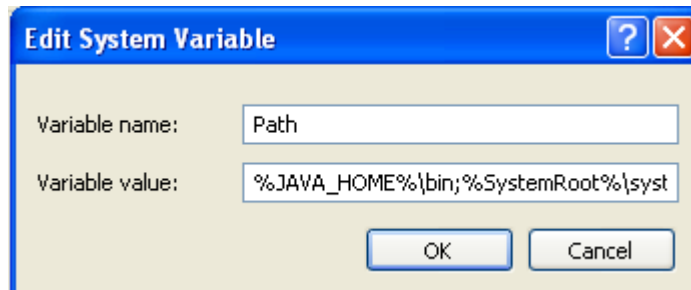 Edit System Variable
Variable name: Path
Variable value: %JAVA_HOME%\bin;%SystemRoot%\syst
OK Cancel